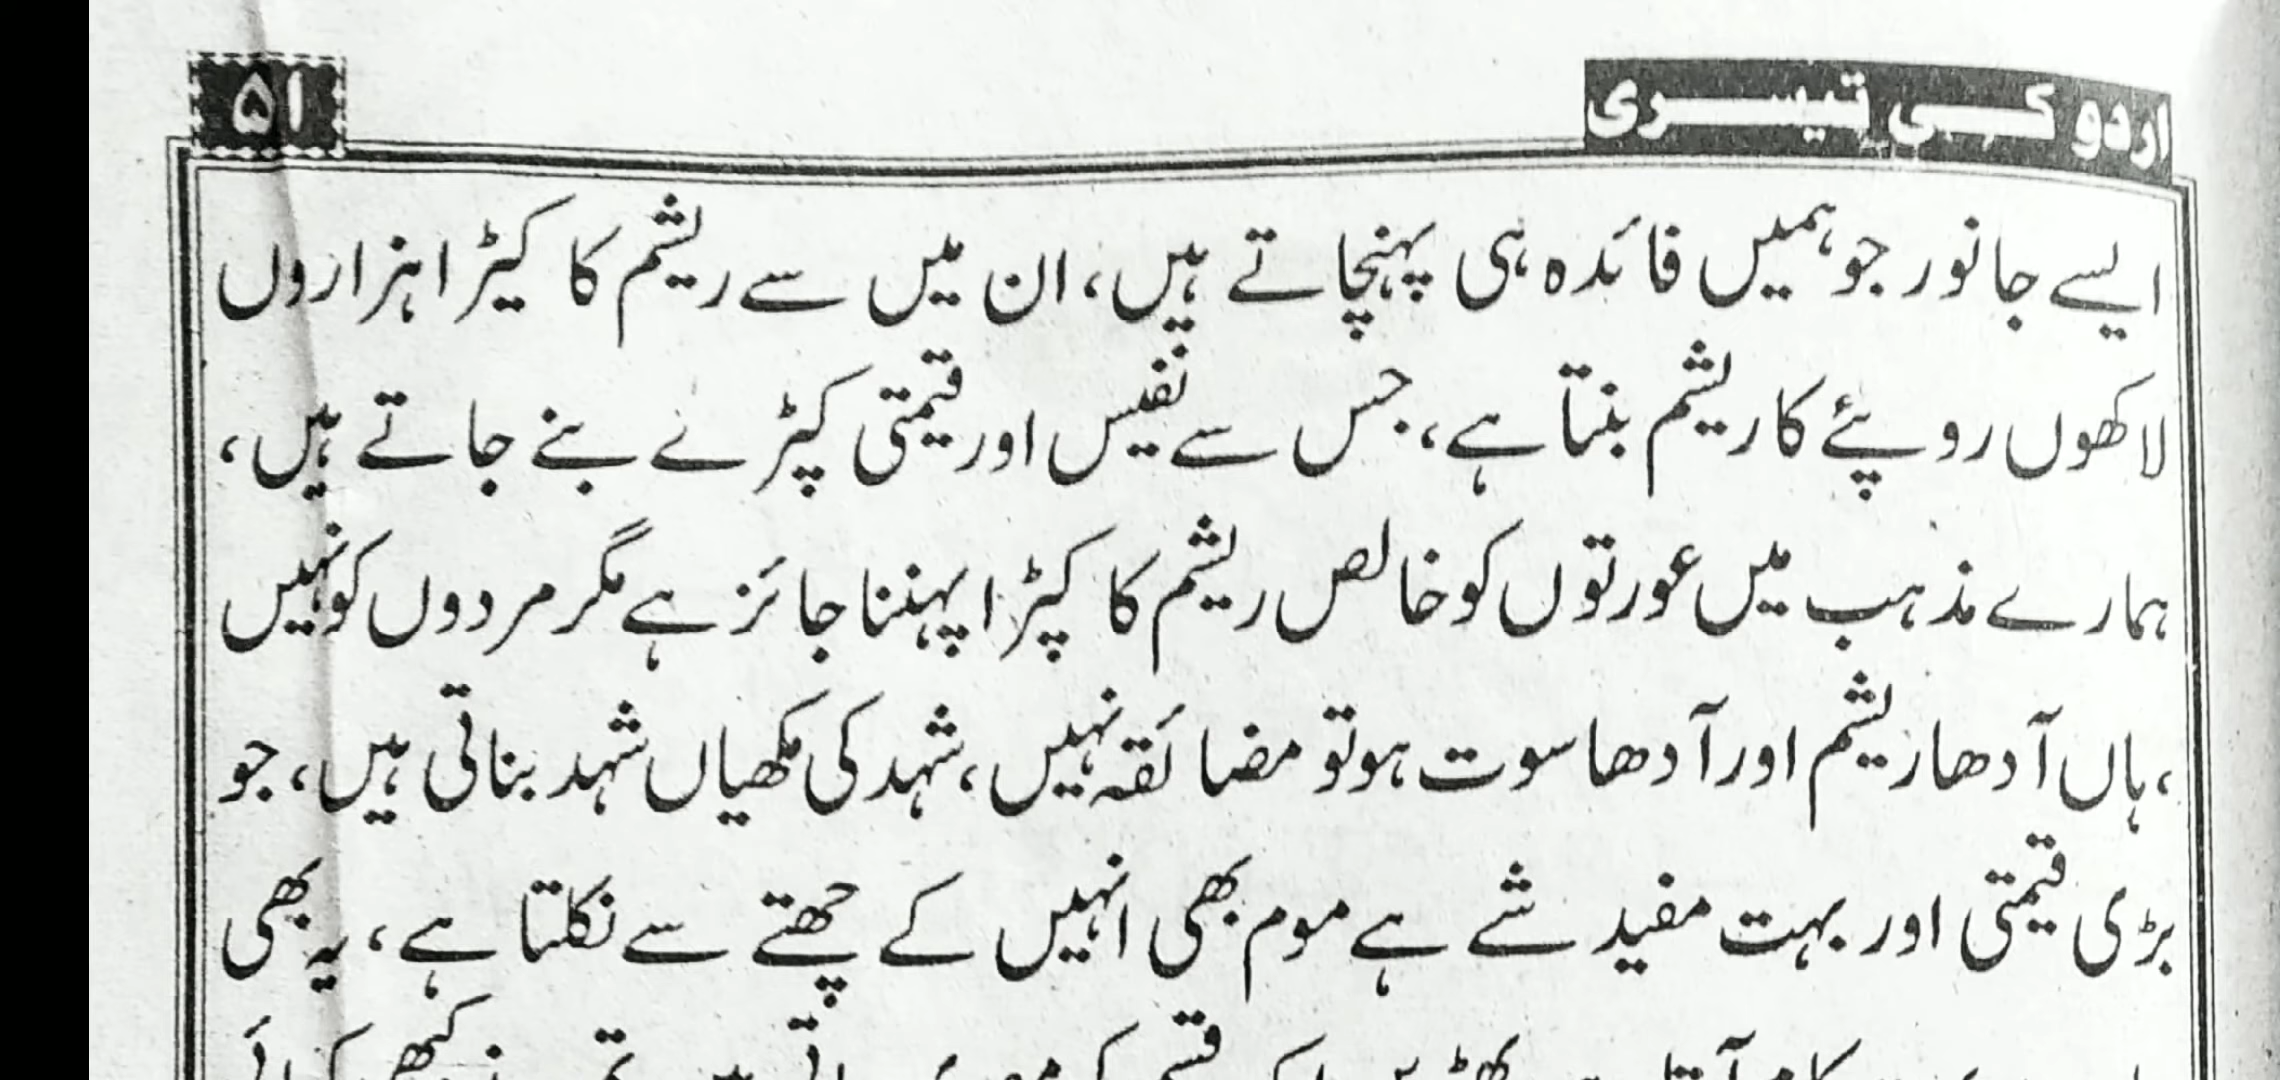 اردو کی تیسری
۵۱
ایسے جانور جو ہمیں فائدہ ہی پہنچاتے ہیں، ان میں سے ریشم کا کیڑا ہزاروں
لاکھوں روپئے کا ریشم بنتا ہے، جس سے نفیس اور قیمتی کپڑے بنے جاتے ہیں،
ہمارے مذہب میں عورتوں کو خالص ریشم کا کپڑا پہننا جائز ہے مگر مردوں کو نہیں
، ہاں آدھا ریشم اور آدھا سوت ہو تو مضائقہ نہیں، شہد کی مکھیاں شہد بناتی ہیں، جو
بڑی قیمتی اور بہت مفید شے ہے موم بھی انہیں کے چھتے سے نکلتا ہے، یہ بھی